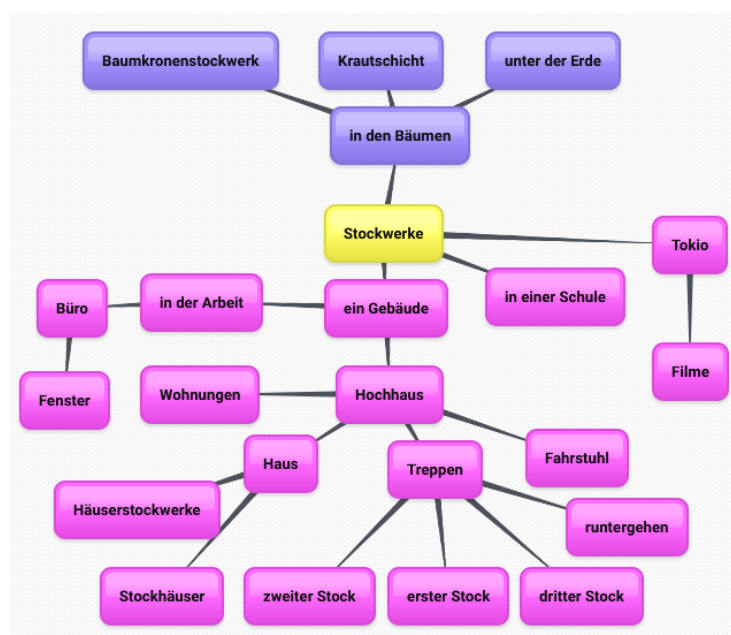 Baumkronenstockwerk
Krautschicht
unter der Erde
in den Bäumen
Stockwerke
Tokio
in einer Schule
Büro
in der Arbeit
ein Gebäude
Filme
Fenster
Wohnungen
Hochhaus
Haus
Treppen
Fahrstuhl
Häuserstockwerke
runtergehen
Stockhäuser
zweiter Stock
erster Stock
dritter Stock